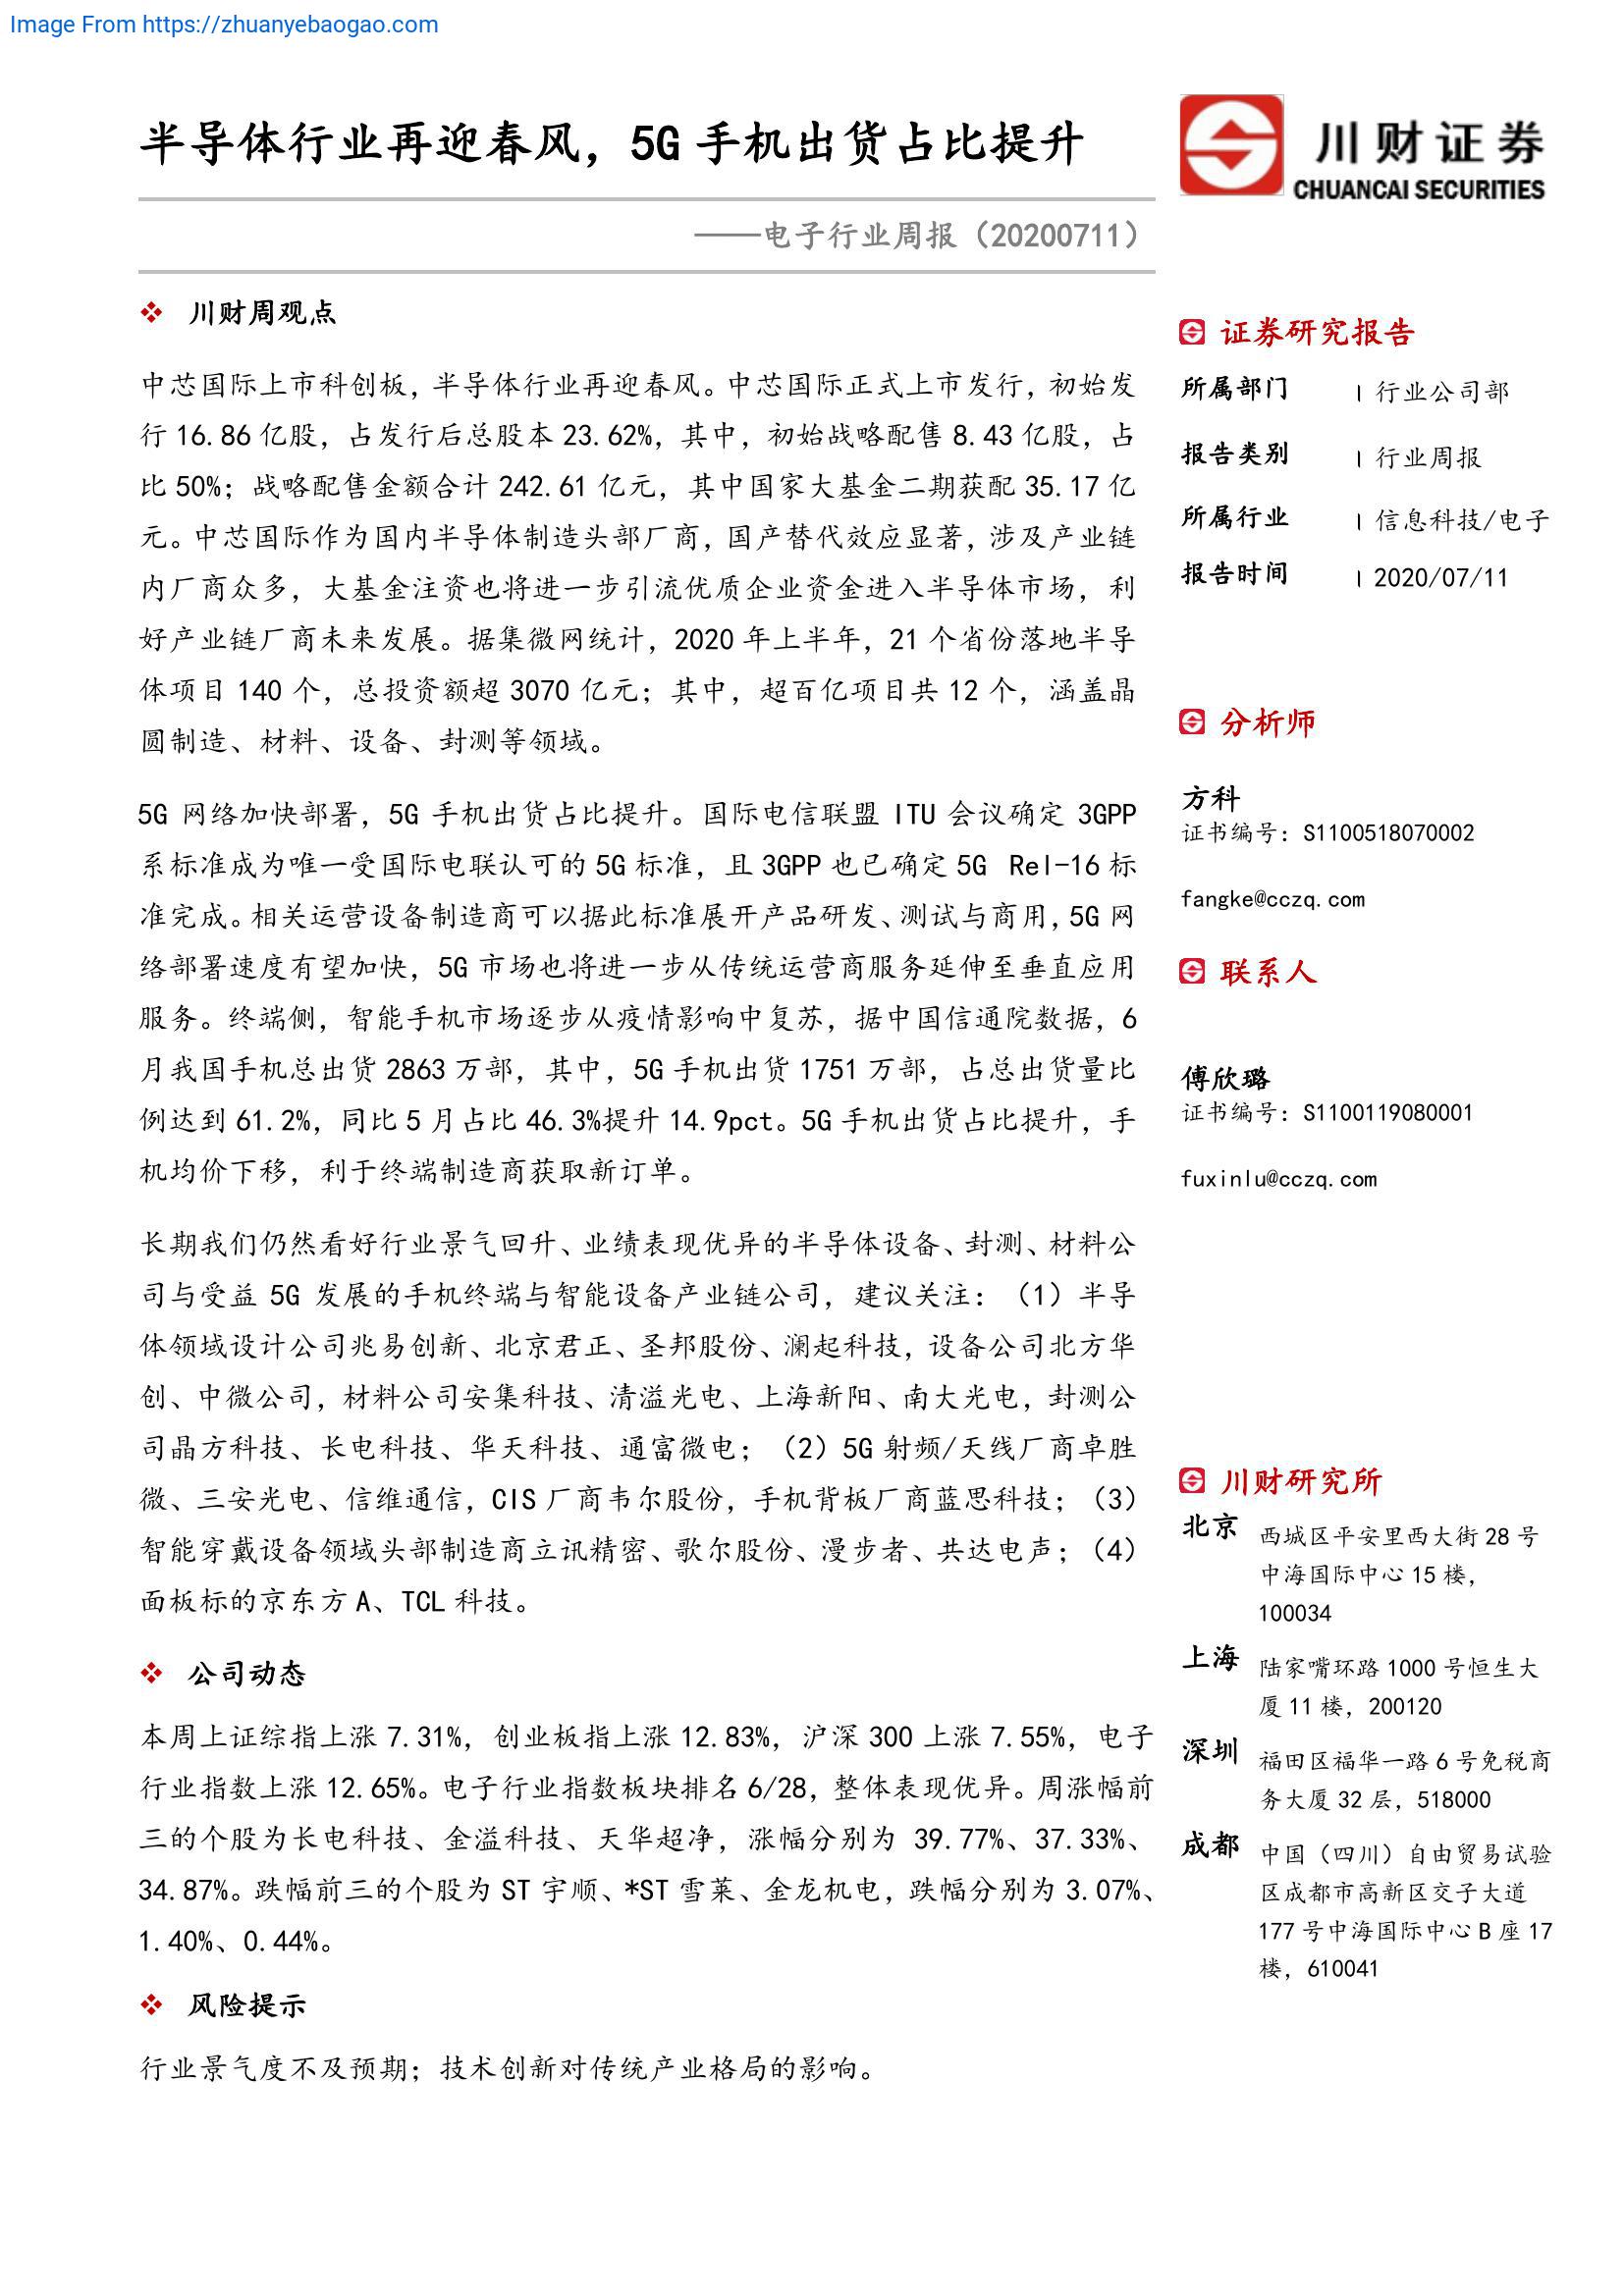 Image From https://zhuanyebaogao.com
半导体行业再迎春风，5G 手机出货占比提升
——电子行业周报（20200711）
川财证券
CHUANCAI SECURITIES
川财周观点
中芯国际上市科创板，半导体行业再迎春风。中芯国际正式上市发行，初始发
行 16.86 亿股，占发行后总股本 23.62%，其中，初始战略配售 8.43 亿股，占
比 50%；战略配售金额合计 242.61 亿元，其中国家大基金二期获配 35.17 亿
元。中芯国际作为国内半导体制造头部厂商，国产替代效应显著，涉及产业链
内厂商众多，大基金注资也将进一步引流优质企业资金进入半导体市场，利
好产业链厂商未来发展。据集微网统计，2020 年上半年，21 个省份落地半导
体项目 140 个，总投资额超 3070 亿元；其中，超百亿项目共 12 个，涵盖晶
圆制造、材料、设备、封测等领域。
5G 网络加快部署，5G 手机出货占比提升。国际电信联盟 ITU 会议确定 3GPP
系标准成为唯一受国际电联认可的 5G 标准，且 3GPP 也已确定 5G Rel-16 标
准完成。相关运营设备制造商可以据此标准展开产品研发、测试与商用，5G 网
络部署速度有望加快，5G 市场也将进一步从传统运营商服务延伸至垂直应用
服务。终端侧，智能手机市场逐步从疫情影响中复苏，据中国信通院数据，6
月我国手机总出货 2863 万部，其中，5G 手机出货 1751 万部，占总出货量比
例达到 61.2%，同比 5 月占比 46.3%提升 14.9pct。5G 手机出货占比提升，手
机均价下移，利于终端制造商获取新订单。
长期我们仍然看好行业景气回升、业绩表现优异的半导体设备、封测、材料公
司与受益 5G 发展的手机终端与智能设备产业链公司，建议关注：（1）半导
体领域设计公司兆易创新、北京君正、圣邦股份、澜起科技，设备公司北方华
创、中微公司，材料公司安集科技、清溢光电、上海新阳、南大光电，封测公
司晶方科技、长电科技、华天科技、通富微电；（2）5G 射频/天线厂商卓胜
微、三安光电、信维通信，CIS 厂商韦尔股份，手机背板厂商蓝思科技；（3）
智能穿戴设备领域头部制造商立讯精密、歌尔股份、漫步者、共达电声；（4）
面板标的京东方 A、TCL 科技。
公司动态
本周上证综指上涨 7.31%，创业板指上涨 12.83%，沪深 300 上涨 7.55%，电子
行业指数上涨 12.65%。电子行业指数板块排名 6/28，整体表现优异。周涨幅前
三的个股为长电科技、金溢科技、天华超净，涨幅分别为 39.77%、37.33%、
34.87%。跌幅前三的个股为 ST 宇顺、*ST 雪莱、金龙机电，跌幅分别为 3.07%、
1.40%、0.44%。
风险提示
行业景气度不及预期；技术创新对传统产业格局的影响。
证券研究报告
所属部门 | 行业公司部
报告类别 | 行业周报
所属行业 | 信息科技/电子
报告时间 | 2020/07/11
分析师
方科
证书编号：S1100518070002
fangke@cczq.com
联系人
傅欣璐
证书编号：S1100119080001
fuxinlu@cczq.com
川财研究所
北京 西城区平安里西大街 28 号
中海国际中心 15 楼，
100034
上海 陆家嘴环路 1000 号恒生大
厦 11 楼，200120
深圳 福田区福华一路 6 号免税商
务大厦 32 层，518000
成都 中国（四川）自由贸易试验
区成都市高新区交子大道
177 号中海国际中心 B 座 17
楼，610041